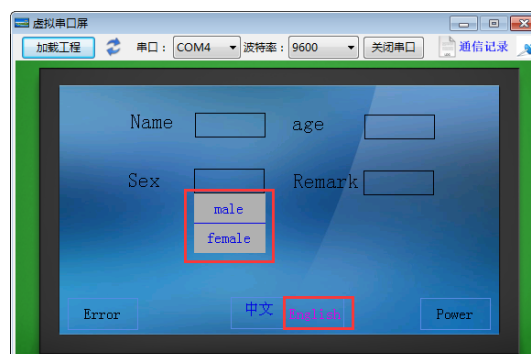 虚拟串口屏
加载工程 串口： COM4 波特率： 9600 关闭串口 通信记录
Name age
Sex Remark
male
female
Error 中文 English Power